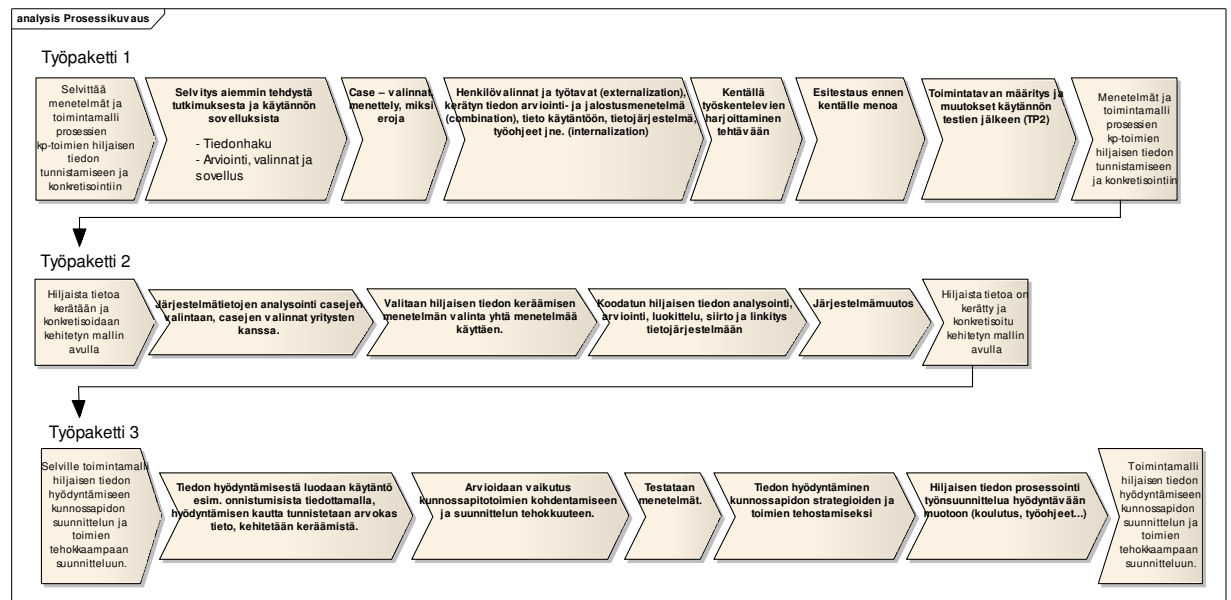 analysis Prosessikuvaus
Työpaketti 1
Selvittää
menetelmät ja
toimintamalli
prosessien
kp-toimien hiljaisen
tiedon
tunnistamiseen ja
konkretisointiin
Selvitys aiemmin tehdystä
tutkimuksesta ja käytännön
sovelluksista
- Tiedonhaku
- Arviointi, valinnat ja
sovellus
Case – valinnat,
menettely, miksi
eroja
Henkilövalinnat ja työtavat (externalization),
kerätyn tiedon arviointi- ja jalostusmenetelmä
(combination), tieto käytäntöön, tietojärjestelmä,
työohjeet jne. (internalization)
Kentällä
työskentelevien
harjoittaminen
tehtävään
Esitestaus ennen
kentälle menoa
Toimintatavan määritys ja
muutokset käytännön
testien jälkeen (TP2)
Menetelmät ja
toimintamalli
prosessien
kp-toimien
hiljaisen tiedon
tunnistamiseen
ja konkretisointiin
Työpaketti 2
Hiljaista tietoa
kerätään ja
konkretisoidaan
kehitetyn mallin
avulla
Järjestelmätietojen analysointi casejen
valintaan, casejen valinnat yritysten
kanssa.
Valitaan hiljaisen tiedon keräämisen
menetelmän valinta yhtä menetelmää
käyttäen.
Koodatun hiljaisen tiedon analysointi,
arviointi, luokittelu, siirto ja linkitys
tietojärjestelmään
Järjestelmämuutos
Hiljaista tietoa on
kerätty ja
konkretisoitu
kehitetyn mallin
avulla
Työpaketti 3
Selville toimintamalli
hiljaisen tiedon
hyödyntämiseen
kunnossapidon
suunnittelun ja
toimien
tehokkaampaan
suunnitteluun.
Tiedon hyödyntämisestä luodaan käytäntö
esim. onnistumisista tiedottamalla,
hyödyntämisen kautta tunnistetaan arvokas
tieto, kehitetään keräämistä.
Arvioidaan vaikutus
kunnossapitotoimien kohdentamiseen
ja suunnittelun tehokkuuteen.
Testataan
menetelmät.
Tiedon hyödyntäminen
kunnossapidon strategioiden ja
toimien tehostamiseksi
Hiljaisen tiedon prosessointi
työnsuunnittelua hyödyntävään
muotoon (koulutus, työohjeet...)
Toimintamalli
hiljaisen tiedon
hyödyntämiseen
kunnossapidon
suunnittelun ja
toimien
tehokkaampaan
suunnitteluun.